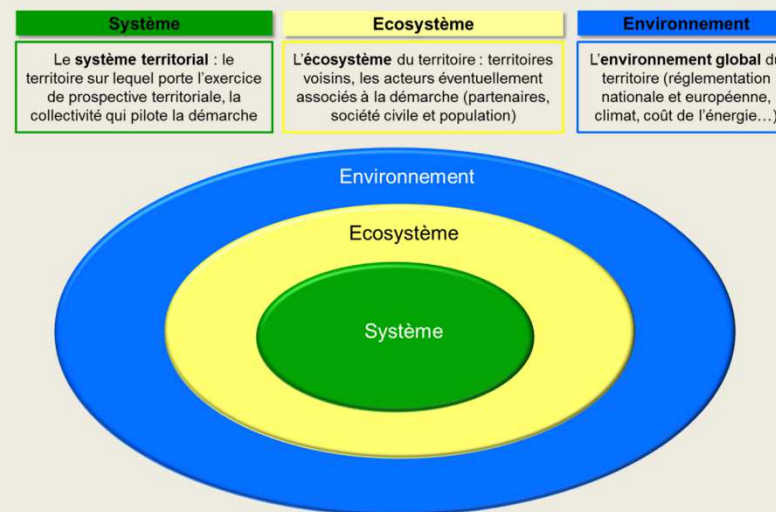 Système
Le système territorial : le
territoire sur lequel porte l'exercice
de prospective territoriale, la
collectivité qui pilote la démarche
Ecosystème
L'écosystème du territoire : territoires
voisins, les acteurs éventuellement
associés à la démarche (partenaires,
société civile et population)
Environnement
L'environnement global du
territoire (réglementation
nationale et européenne,
climat, coût de l'énergie…)
Environnement
Ecosystème
Système